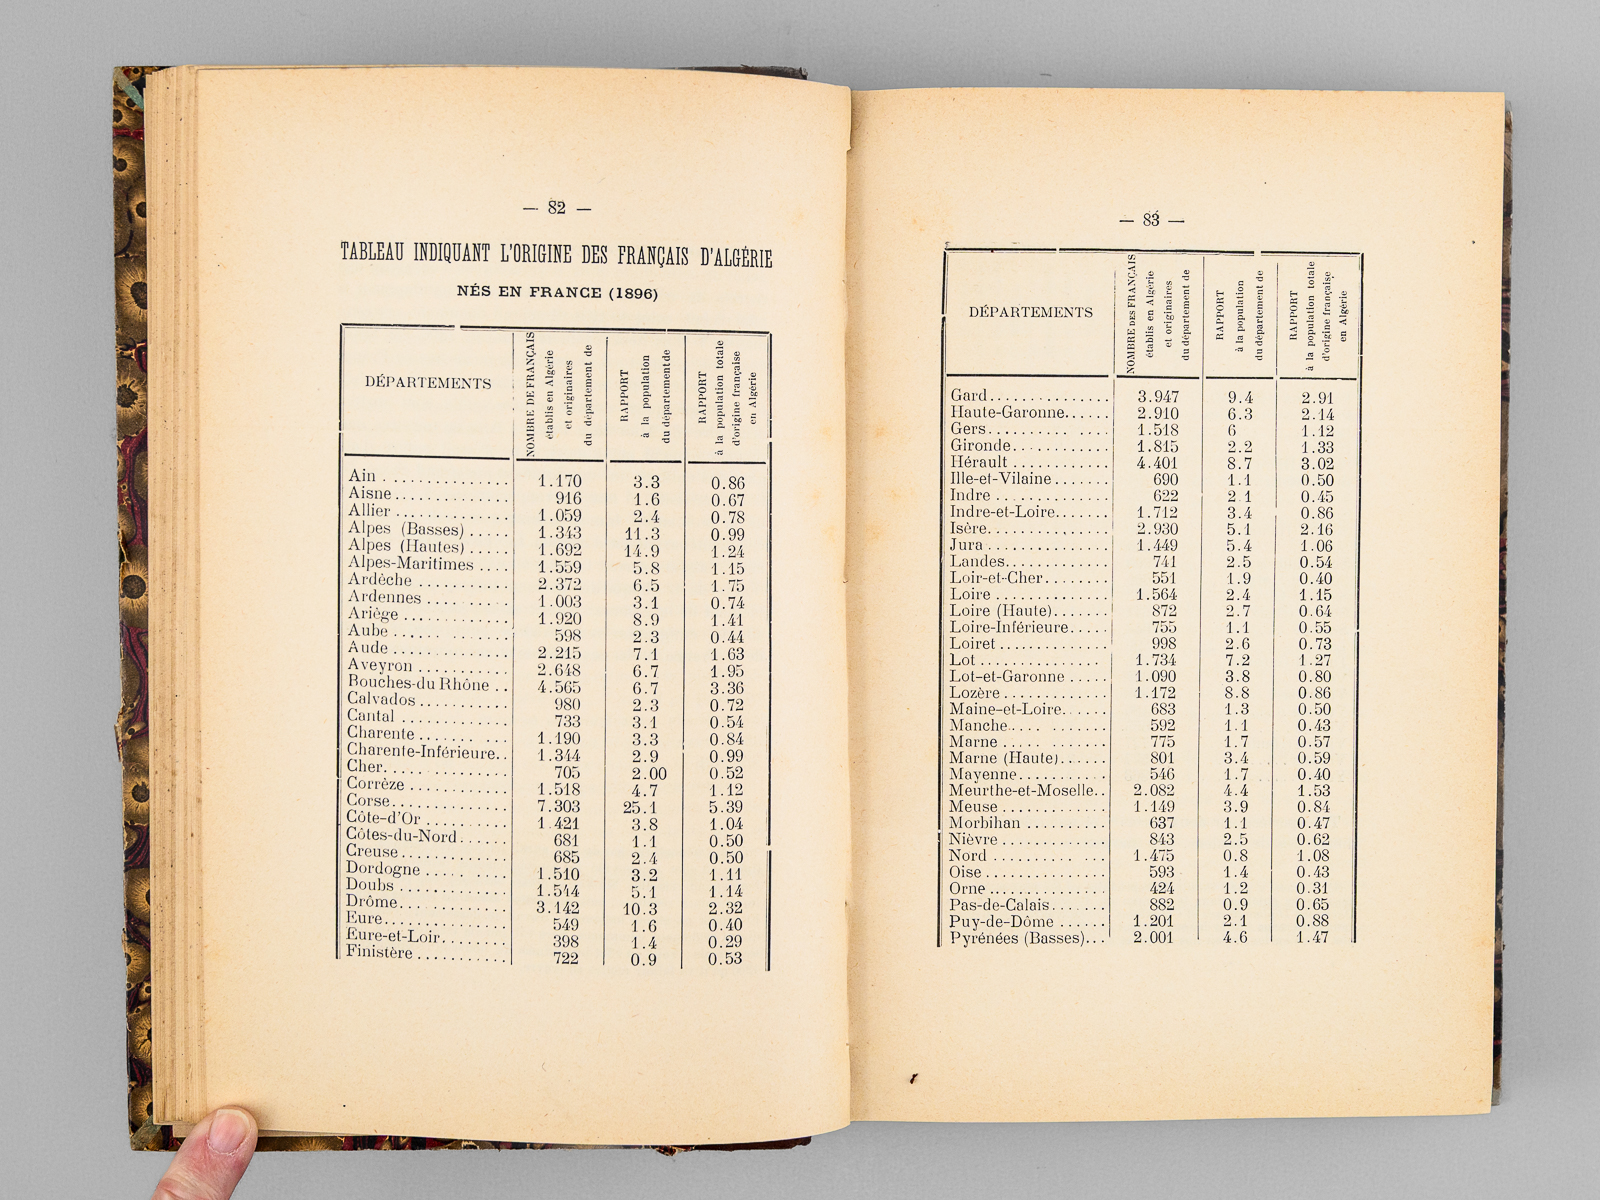 — 82 —
TABLEAU INDIQUANT L'ORIGINE DES FRANÇAIS D'ALGÉRIE
NÉS EN FRANCE (1896)
DÉPARTEMENTS
NOMBRE DE FRANÇAIS
établis en Algérie
et originaires
du département de
RAPPORT
à la population
du département de
RAPPORT
à la population totale
d'origine française
en Algérie
Ain . . . . . . . . . . . . . . . 1.170 3.3 0.86
Aisne . . . . . . . . . . . . . 916 1.6 0.67
Allier . . . . . . . . . . . . . 1.059 2.4 0.78
Alpes (Basses) . . . . . 1.343 11.3 0.99
Alpes (Hautes) . . . . . 1.692 14.9 1.24
Alpes-Maritimes . . . . 1.559 5.8 1.15
Ardèche . . . . . . . . . . . 2.372 6.5 1.75
Ardennes . . . . . . . . . . 1.003 3.1 0.74
Ariège . . . . . . . . . . . . 1.920 8.9 1.41
Aube . . . . . . . . . . . . . 598 2.3 0.44
Aude . . . . . . . . . . . . . 2.215 7.1 1.63
Aveyron . . . . . . . . . . . 2.648 6.7 1.95
Bouches-du Rhône . . 4.565 6.7 3.36
Calvados . . . . . . . . . . 980 2.3 0.72
Cantal . . . . . . . . . . . . 733 3.1 0.54
Charente . . . . . . . . . . 1.190 3.3 0.84
Charente-Inférieure. . 1.344 2.9 0.99
Cher. . . . . . . . . . . . . . 705 2.00 0.52
Corrèze . . . . . . . . . . . 1.518 4.7 1.12
Corse. . . . . . . . . . . . . 7.303 25.1 5.39
Côte-d'Or . . . . . . . . . 1.421 3.8 1.04
Côtes-du-Nord . . . . . . 681 1.1 0.50
Creuse . . . . . . . . . . . . 685 2.4 0.50
Dordogne . . . . . . . . . 1.510 3.2 1.11
Doubs . . . . . . . . . . . . 1.544 5.1 1.14
Drôme. . . . . . . . . . . . 3.142 10.3 2.32
Eure. . . . . . . . . . . . . . 549 1.6 0.40
Eure-et-Loir. . . . . . . . 398 1.4 0.29
Finistère . . . . . . . . . . . 722 0.9 0.53
— 83 —
DÉPARTEMENTS
NOMBRE DES FRANÇAIS
établis en Algérie
et originaires
du département de
RAPPORT
à la population
du département de
RAPPORT
à la population totale
d'origine française
en Algérie
Gard . . . . . . . . . . . . . . 3.947 9.4 2.91
Haute-Garonne. . . . . . 2.910 6.3 2.14
Gers. . . . . . . . . . . . . . 1.518 6 1.12
Gironde. . . . . . . . . . . . 1.815 2.2 1.33
Hérault . . . . . . . . . . . . 4.401 8.7 3.02
Ille-et-Vilaine . . . . . . . 690 1.1 0.50
Indre . . . . . . . . . . . . . 622 2 1 0.45
Indre-et-Loire. . . . . . . 1.712 3.4 0.86
Isère. . . . . . . . . . . . . . 2.930 5.1 2.16
Jura . . . . . . . . . . . . . . 1.449 5.4 1.06
Landes. . . . . . . . . . . . 741 2.5 0.54
Loir-et-Cher . . . . . . . . 551 1.9 0.40
Loire . . . . . . . . . . . . . 1.564 2.4 1.15
Loire (Haute). . . . . . . 872 2.7 0.64
Loire-Inférieure. . . . . 755 1.1 0.55
Loiret . . . . . . . . . . . . . 998 2.6 0.73
Lot . . . . . . . . . . . . . . . 1.734 7.2 1.27
Lot-et-Garonne . . . . . 1.090 3.8 0.80
Lozère . . . . . . . . . . . . 1.172 8.8 0.86
Maine-et-Loire. . . . . . 683 1.3 0.50
Manche. . . . . . . . . . . . 592 1.1 0.43
Marne . . . . . . . . . . . . 775 1.7 0.57
Marne (Haute). . . . . . 801 3.4 0.59
Mayenne. . . . . . . . . . . 546 1.7 0.40
Meurthe-et-Moselle. . 2.082 4.4 1.53
Meuse . . . . . . . . . . . . 1.149 3.9 0.84
Morbihan . . . . . . . . . . 637 1.1 0.47
Nièvre . . . . . . . . . . . . 843 2.5 0.62
Nord . . . . . . . . . . . . . 1.475 0.8 1.08
Oise . . . . . . . . . . . . . . 593 1.4 0.43
Orne . . . . . . . . . . . . . . 424 1.2 0.31
Pas-de-Calais. . . . . . . 882 0.9 0.65
Puy-de-Dôme . . . . . . 1.201 2.1 0.88
Pyrénées (Basses). . . 2.001 4.6 1.47